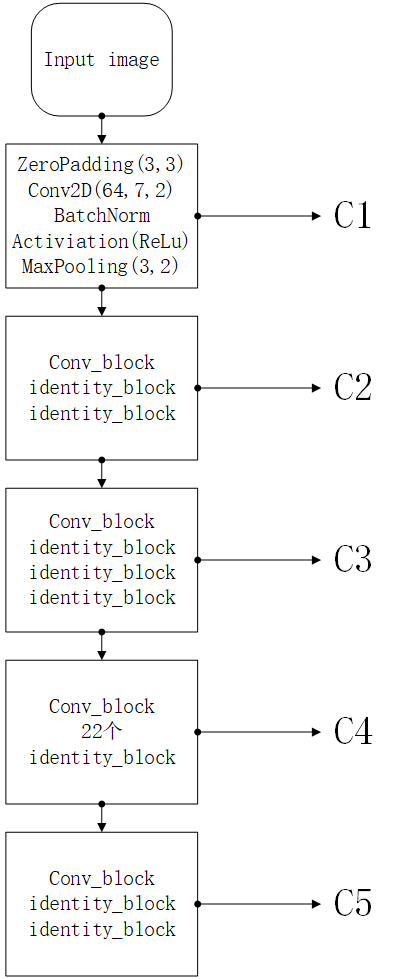 Input image
ZeroPadding(3,3)
Conv2D(64,7,2)
BatchNorm
Activiation(ReLu)
MaxPooling(3,2)
C1
Conv_block
identity_block
identity_block
C2
Conv_block
identity_block
identity_block
identity_block
C3
Conv_block
22个
identity_block
C4
Conv_block
identity_block
identity_block
C5